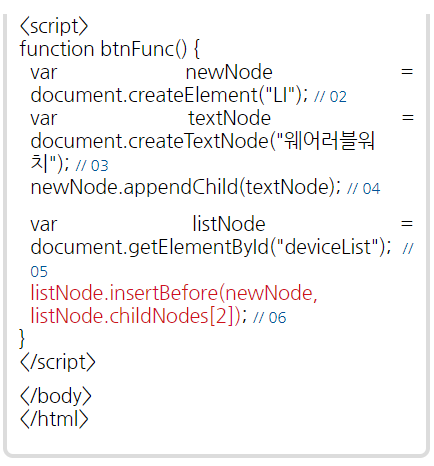 〈script〉
function btnFunc() {
var newNode =
document.createElement("LI"); // 02
var textNode =
document.createTextNode("웨어러블워
치"); // 03
newNode.appendChild(textNode); // 04
var listNode =
document.getElementById("deviceList"); //
05
listNode.insertBefore(newNode,
listNode.childNodes[2]); // 06
}
〈/script〉
〈/body〉
〈/html〉